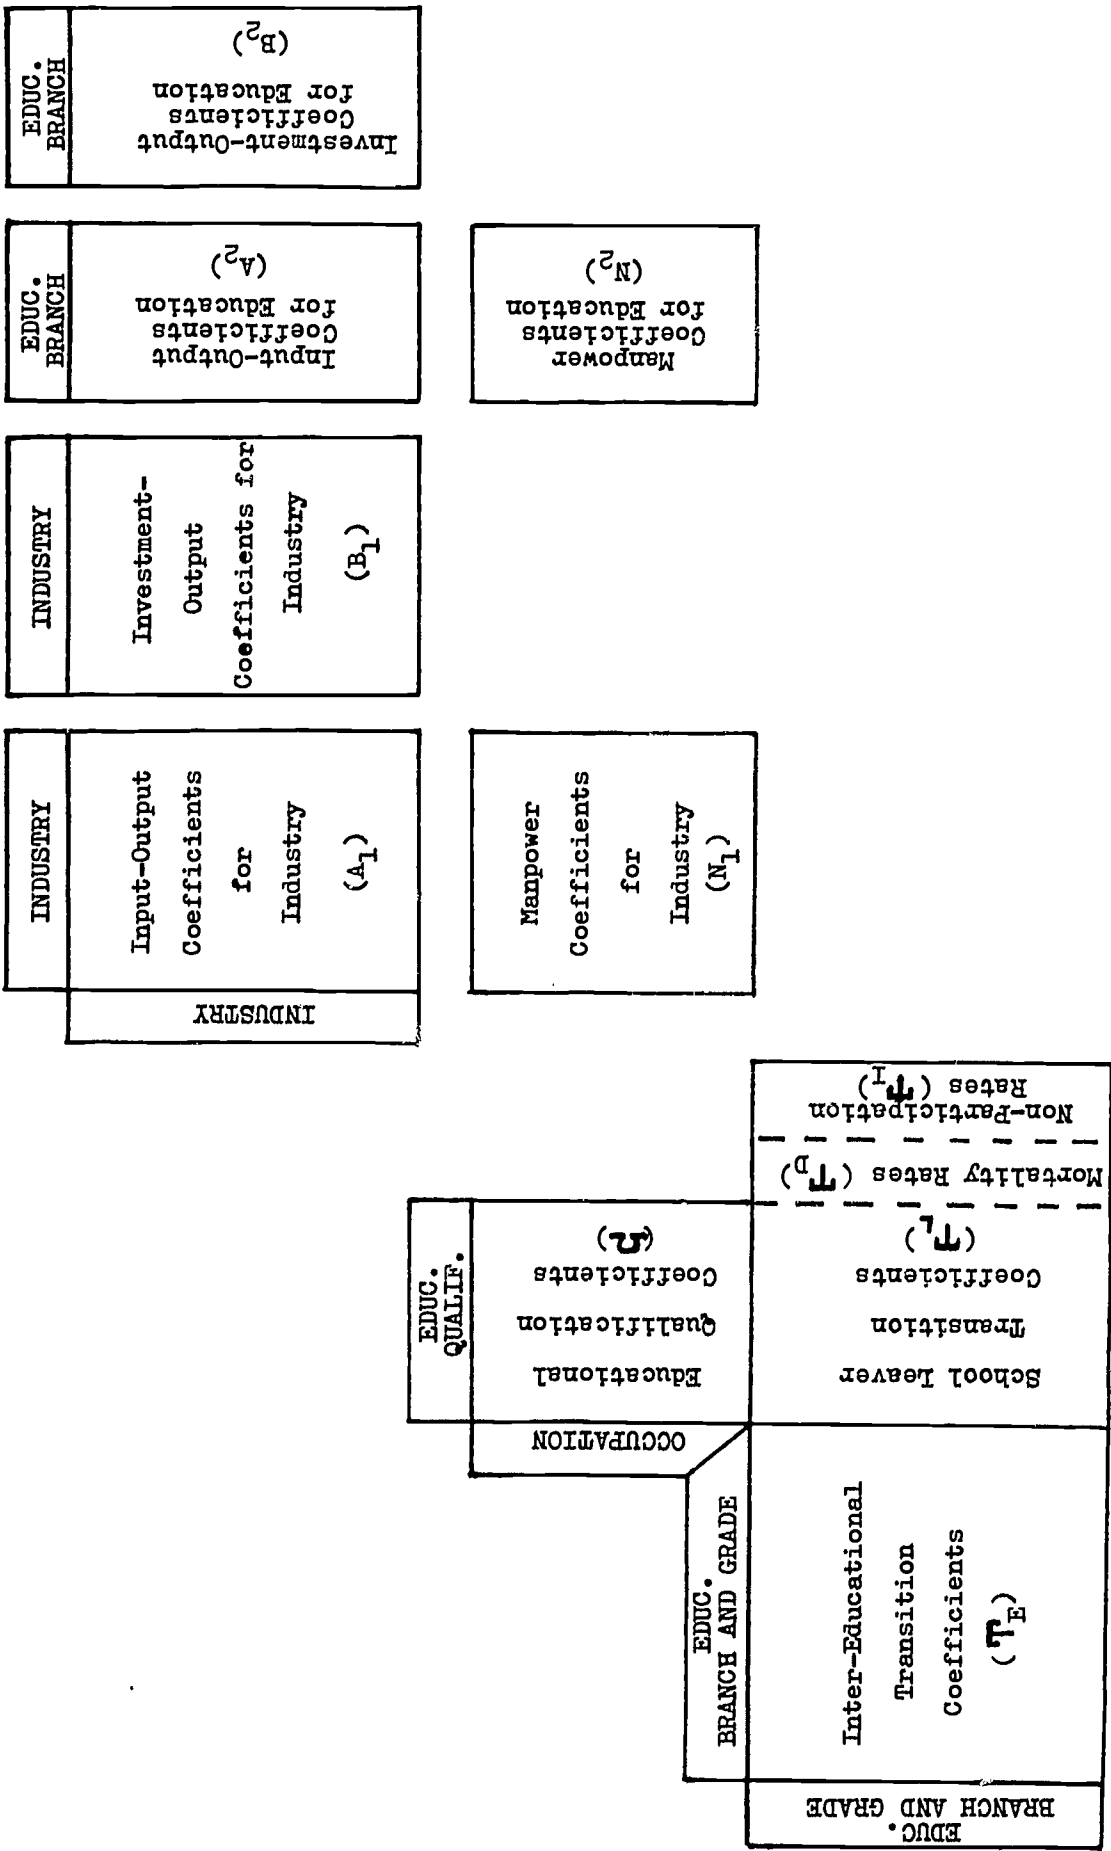 INDUSTRY
INDUSTRY
EDUC.
BRANCH
EDUC.
BRANCH
INDUSTRY
Input-Output
Coefficients
for
Industry
(A1)
Investment-
Output
Coefficients for
Industry
(B1)
Input-Output
Coefficients
for Education
(A2)
Investment-Output
Coefficients
for Education
(B2)
EDUC.
QUALIF.
OCCUPATION
Educational
Qualification
Coefficients
(Ω)
Manpower
Coefficients
for
Industry
(N1)
Manpower
Coefficients
for Education
(N2)
EDUC.
BRANCH AND GRADE
EDUC.
BRANCH AND GRADE
Inter-Educational
Transition
Coefficients
(TE)
School Leaver
Transition
Coefficients
(TL)
Mortality Rates (TD)
Non-Participation
Rates (TI)